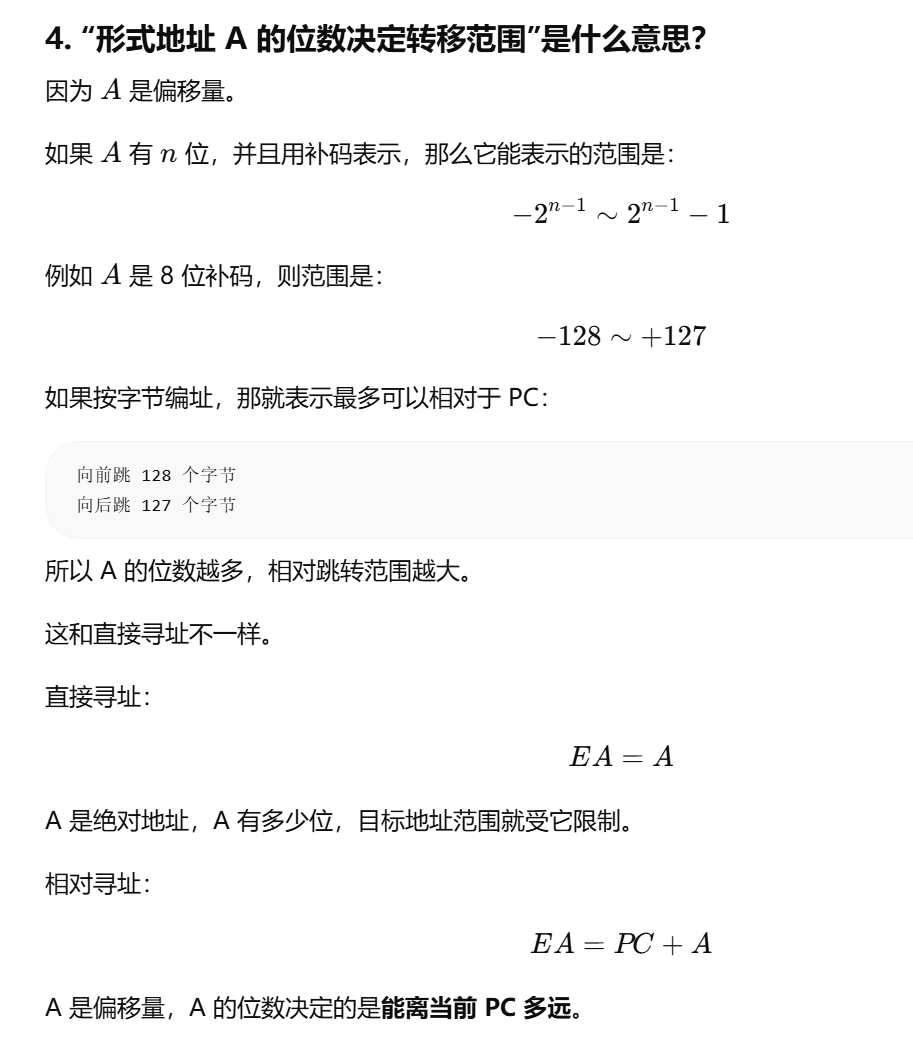 4. “形式地址 A 的位数决定转移范围”是什么意思？
因为 A 是偏移量。
如果 A 有 n 位，并且用补码表示，那么它能表示的范围是：
−2^{n−1} ∼ 2^{n−1} − 1
例如 A 是 8 位补码，则范围是：
−128 ∼ +127
如果按字节编址，那就表示最多可以相对于 PC：
向前跳 128 个字节
向后跳 127 个字节
所以 A 的位数越多，相对跳转范围越大。
这和直接寻址不一样。
直接寻址：
EA = A
A 是绝对地址，A 有多少位，目标地址范围就受它限制。
相对寻址：
EA = PC + A
A 是偏移量，A 的位数决定的是能离当前 PC 多远。